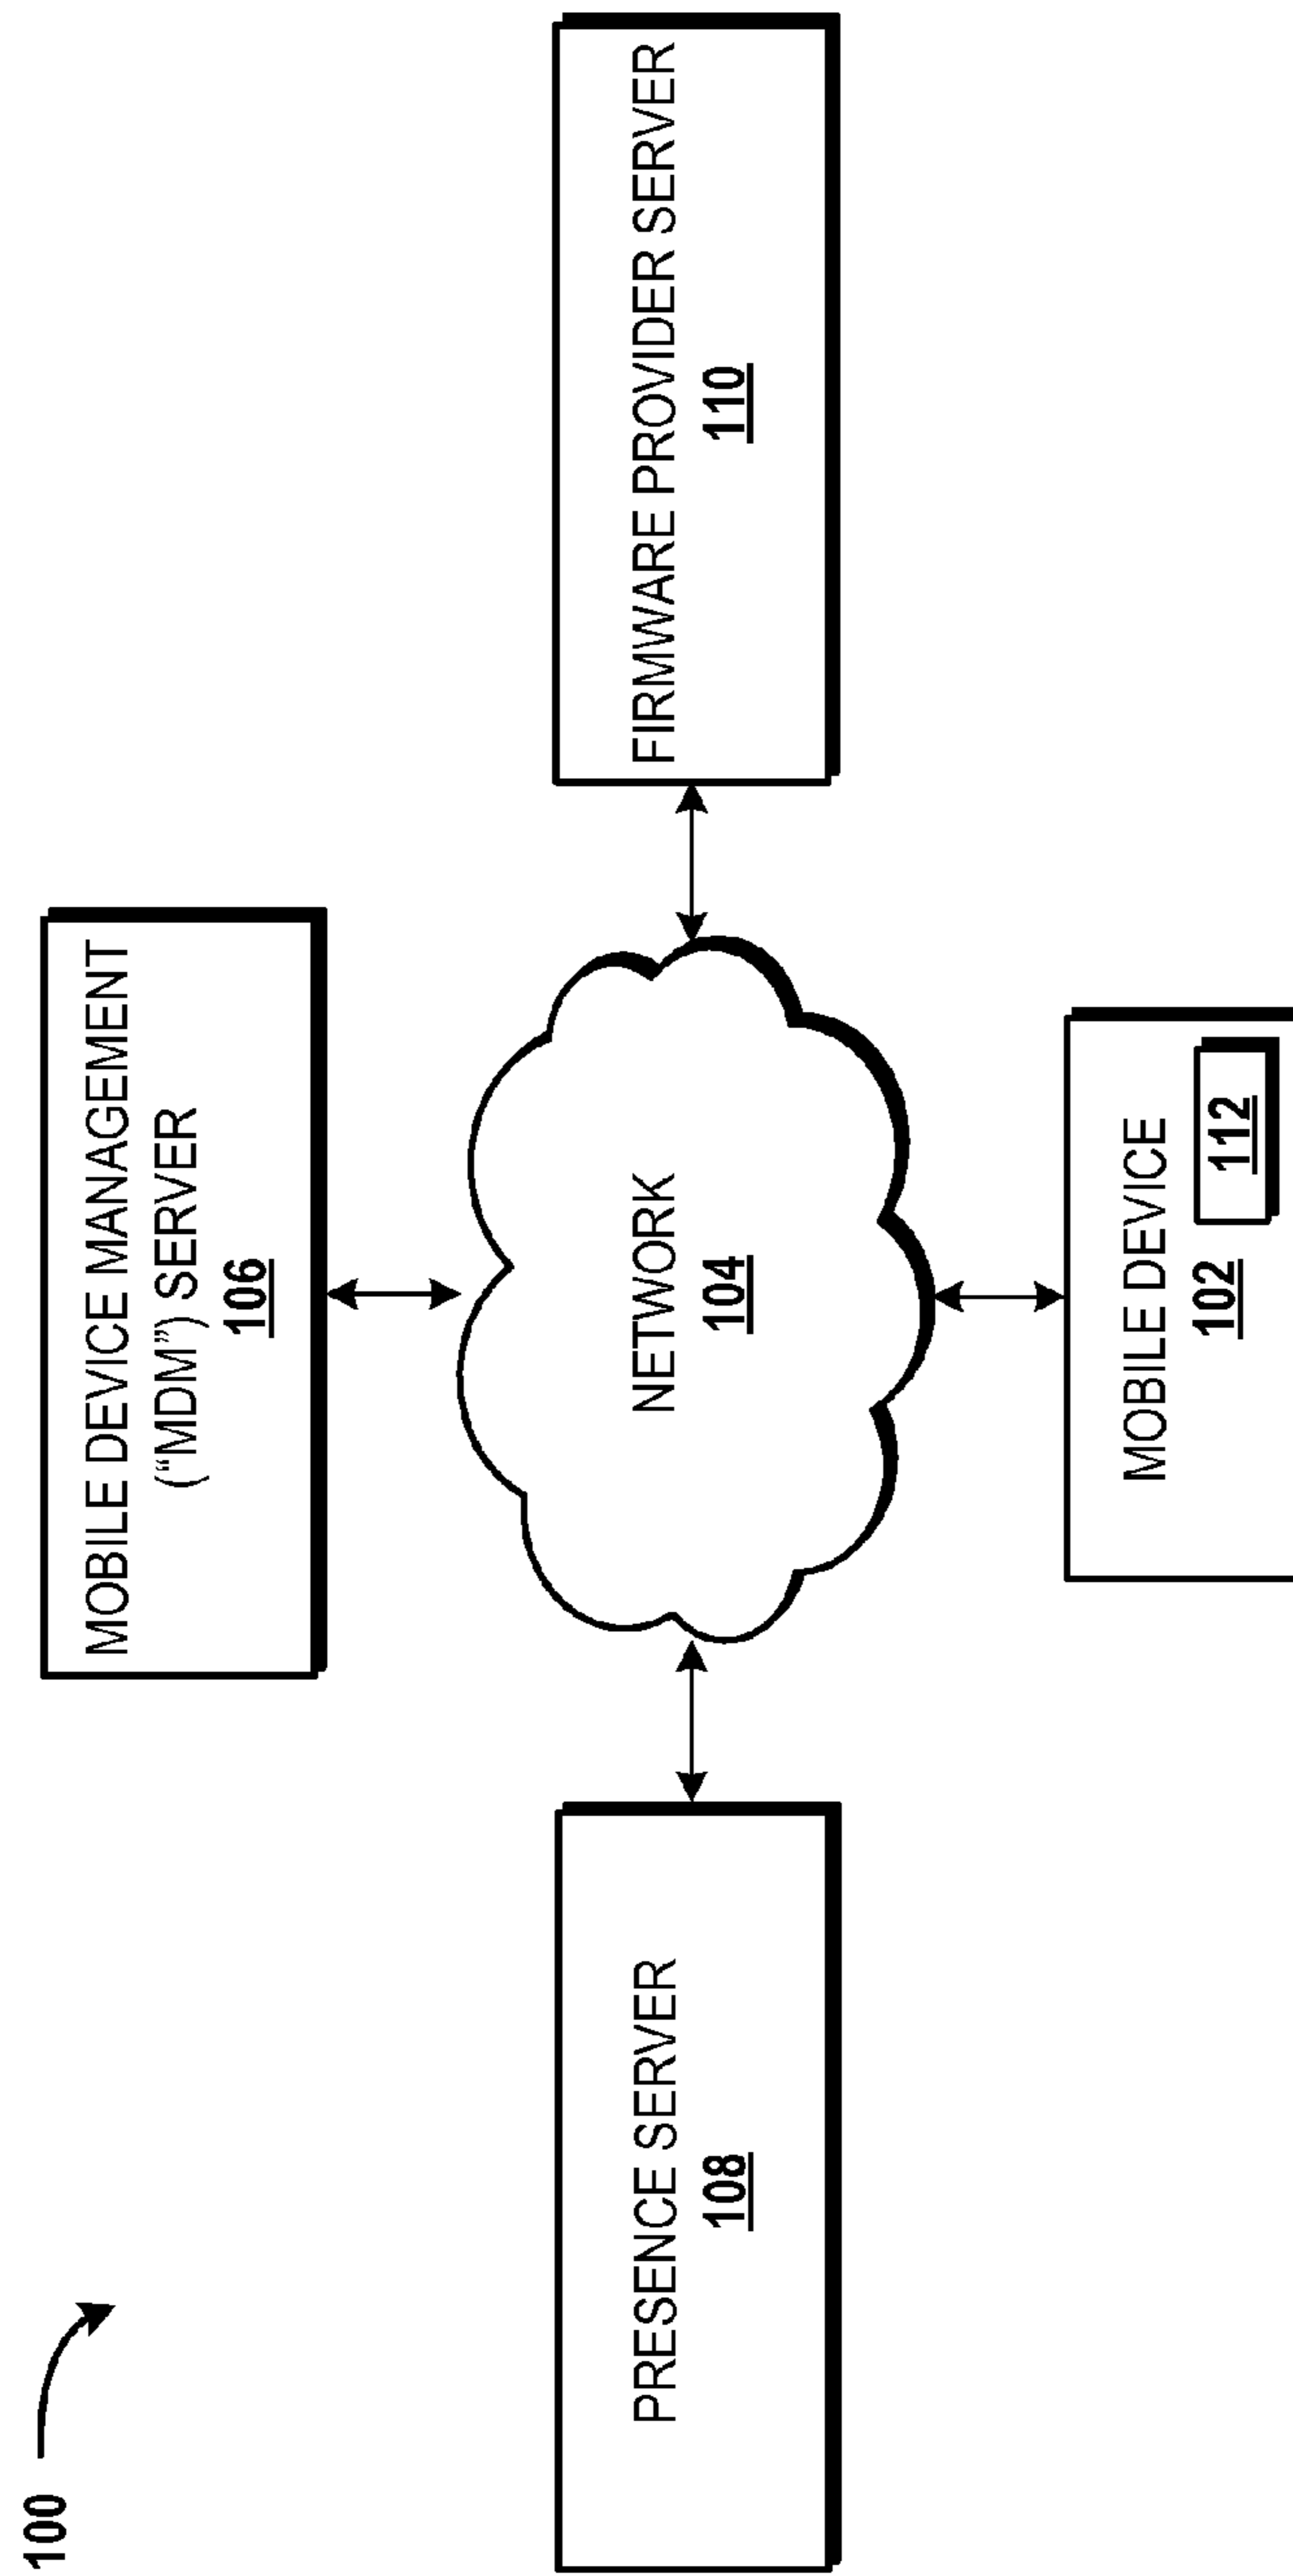 100
MOBILE DEVICE MANAGEMENT
(“MDM”) SERVER
106
PRESENCE SERVER
108
NETWORK
104
FIRMWARE PROVIDER SERVER
110
MOBILE DEVICE
102
112